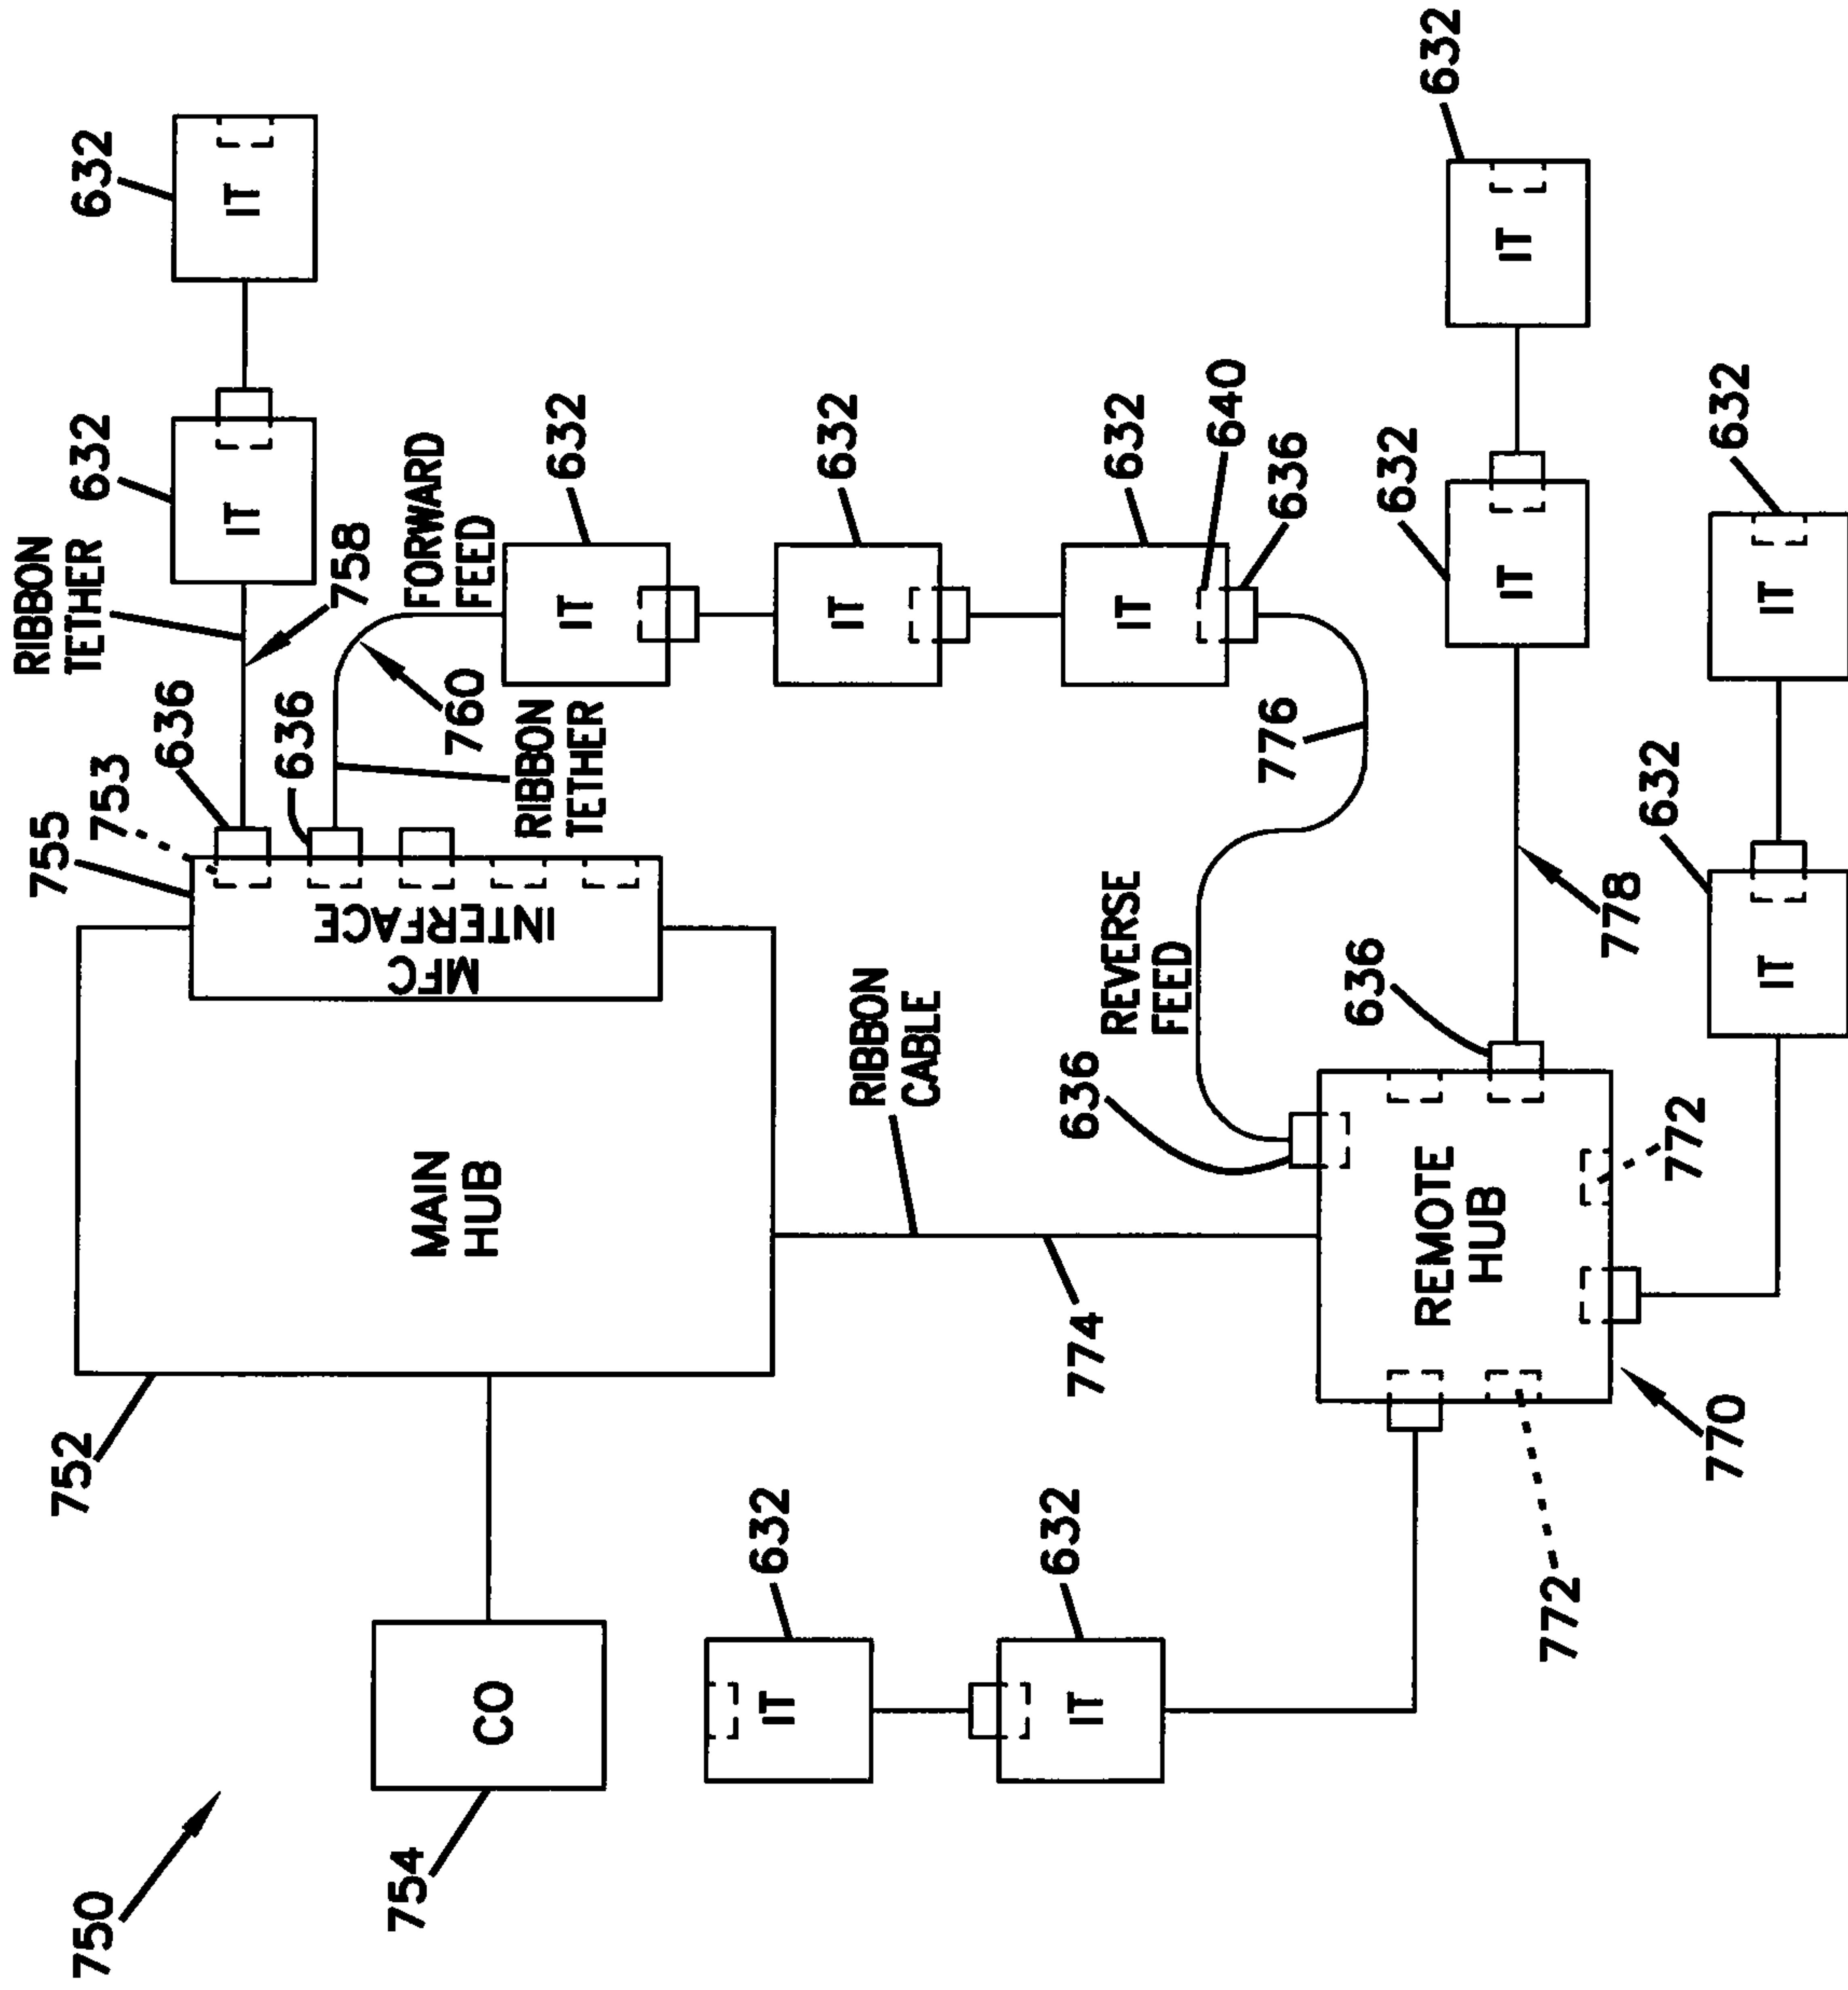 750
752
755
753
636
RIBBON
TETHER
632
632
IT
IT
636
758
MFC
INTERFACE
754
CO
MAIN
HUB
FORWARD
FEED
760
RIBBON
TETHER
632
IT
632
IT
RIBBON
CABLE
632
IT
632
IT
774
636
REVERSE
FEED
632
IT
640
776
636
636
632
632
REMOTE
HUB
IT
IT
772
778
632
770
772
632
IT
IT